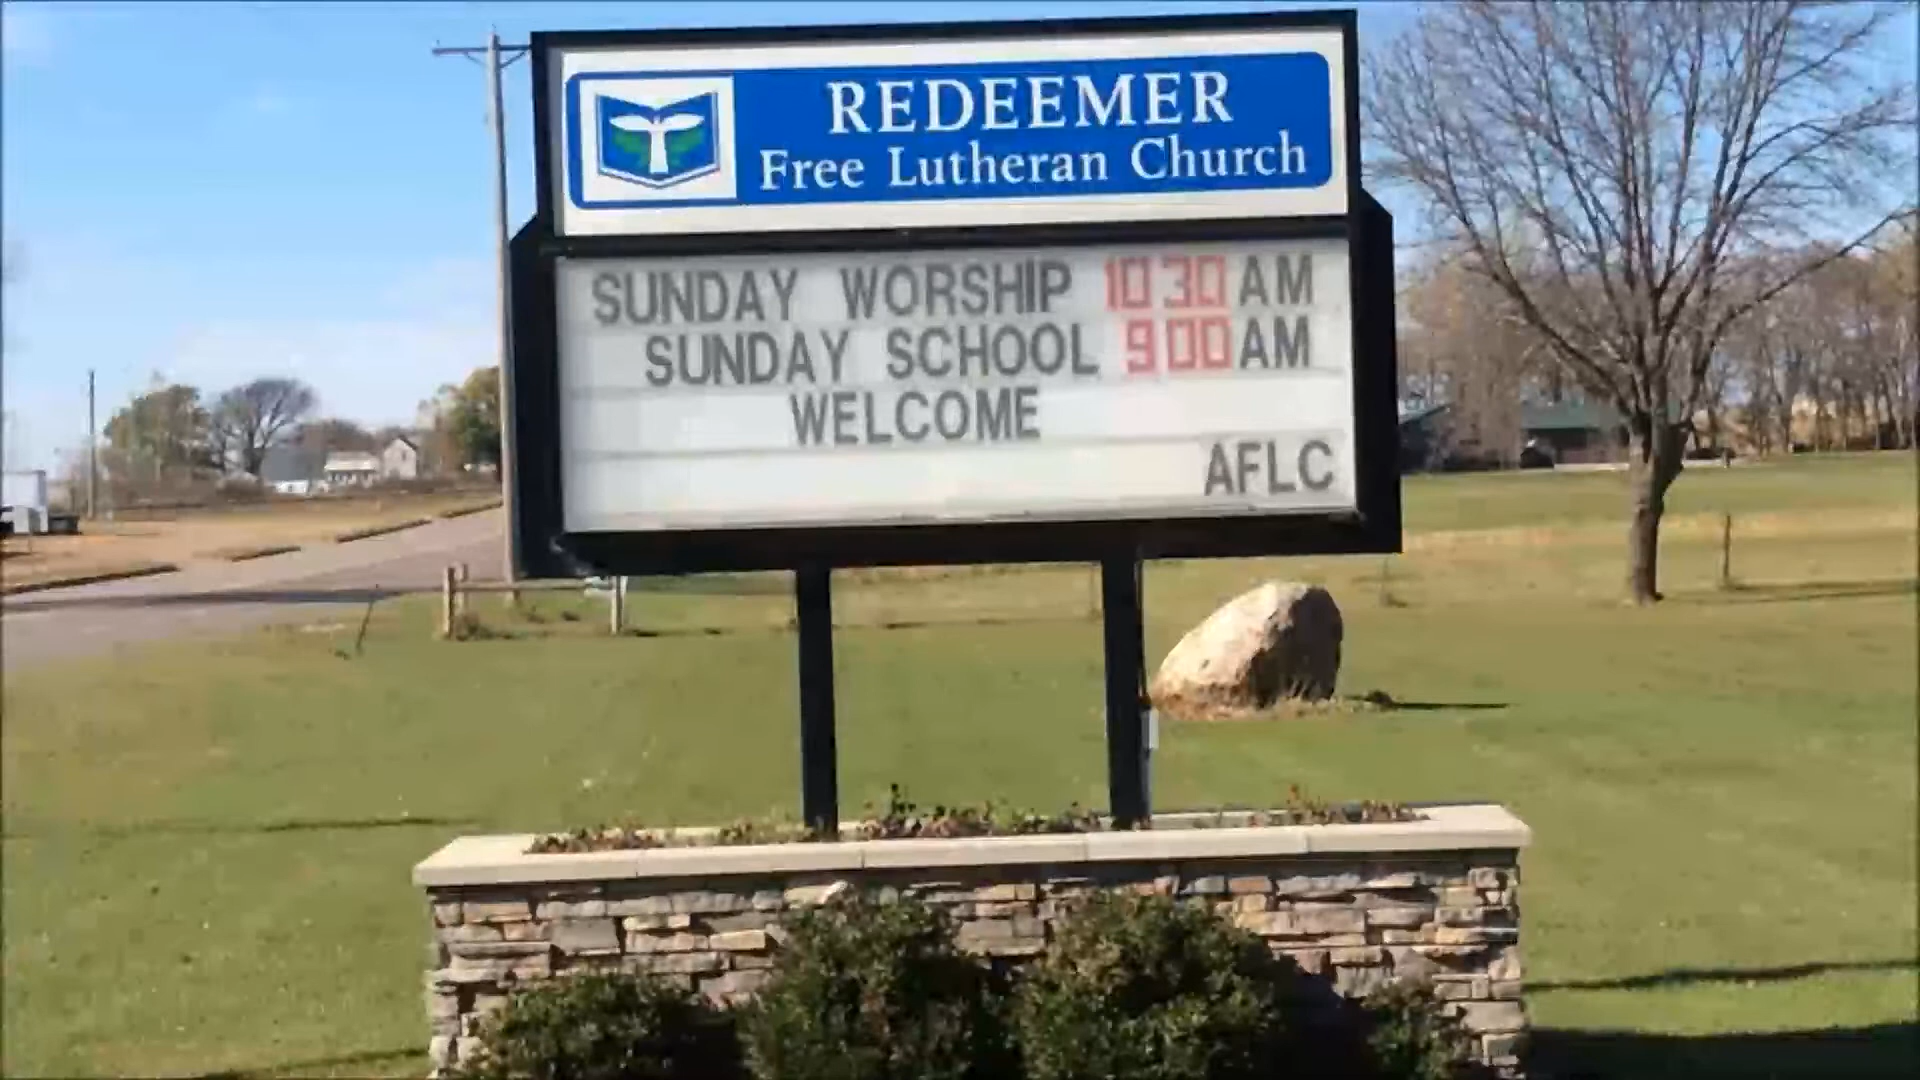 REDEEMER
Free Lutheran Church
SUNDAY WORSHIP 10 30 AM
SUNDAY SCHOOL 9 00 AM
WELCOME
AFLC